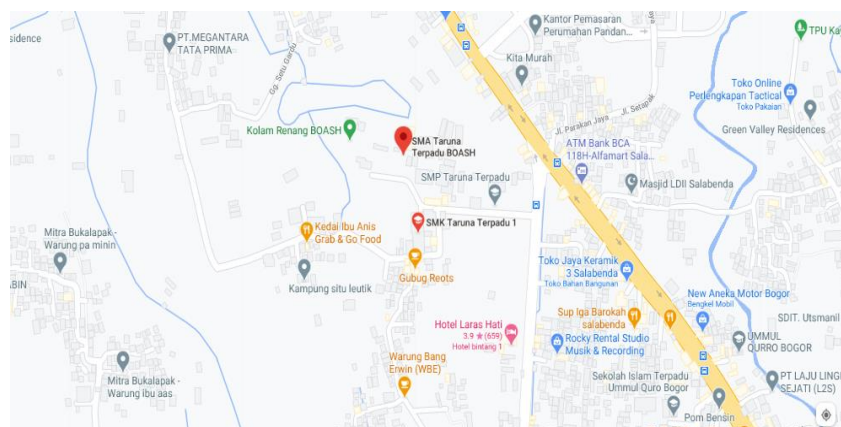 sidence
PT.MEGANTARA
TATA PRIMA
Gg. Setu Gardu
Kantor Pemasaran
Perumahan Pandan...
Kita Murah
TPU Kay
Toko Online
Perlengkapan Tactical
Toko Pakaian
Green Valley Residences
Jl. Parakan Jaya
Jl. Setapak
Kolam Renang BOASH
SMA Taruna
Terpadu BOASH
ATM Bank BCA
118H-Alfamart Sala...
SMP Taruna Terpadu
Masjid LDII Salabenda
SMK Taruna Terpadu 1
Kedai Ibu Anis
Grab & Go Food
Mitra Bukalapak -
Warung pa minin
Gubug Reots
Kampung situ leutik
ABIN
Toko Jaya Keramik
3 Salabenda
Toko Bahan Bangunan
New Aneka Motor Bogor
Bengkel Mobil
Sup Iga Barokah
salabenda
SDIT. Utsmanil
Hotel Laras Hati
3.9 ★ (659)
Hotel bintang 1
Rocky Rental Studio
Musik & Recording
UMMUL
QURRO BOGOR
Warung Bang
Erwin (WBE)
Sekolah Islam Terpadu
Ummul Quro Bogor
PT LAJU LING
SEJATI (L2S)
Mitra Bukalapak -
Warung ibu aas
Pom Bensin